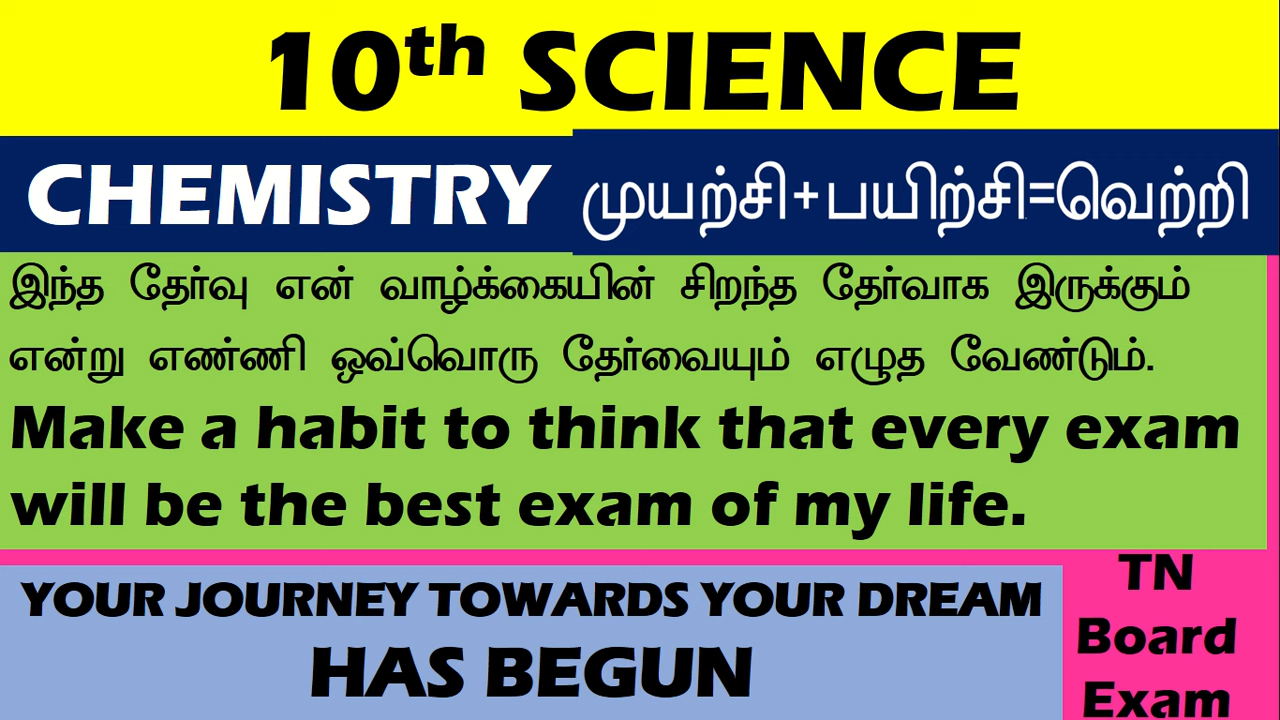 10th SCIENCE
CHEMISTRY
முயற்சி+பயிற்சி=வெற்றி
இந்த தேர்வு என் வாழ்க்கையின் சிறந்த தேர்வாக இருக்கும்
என்று எண்ணி ஒவ்வொரு தேர்வையும் எழுத வேண்டும்.
Make a habit to think that every exam
will be the best exam of my life.
YOUR JOURNEY TOWARDS YOUR DREAM
HAS BEGUN
TN
Board
Exam